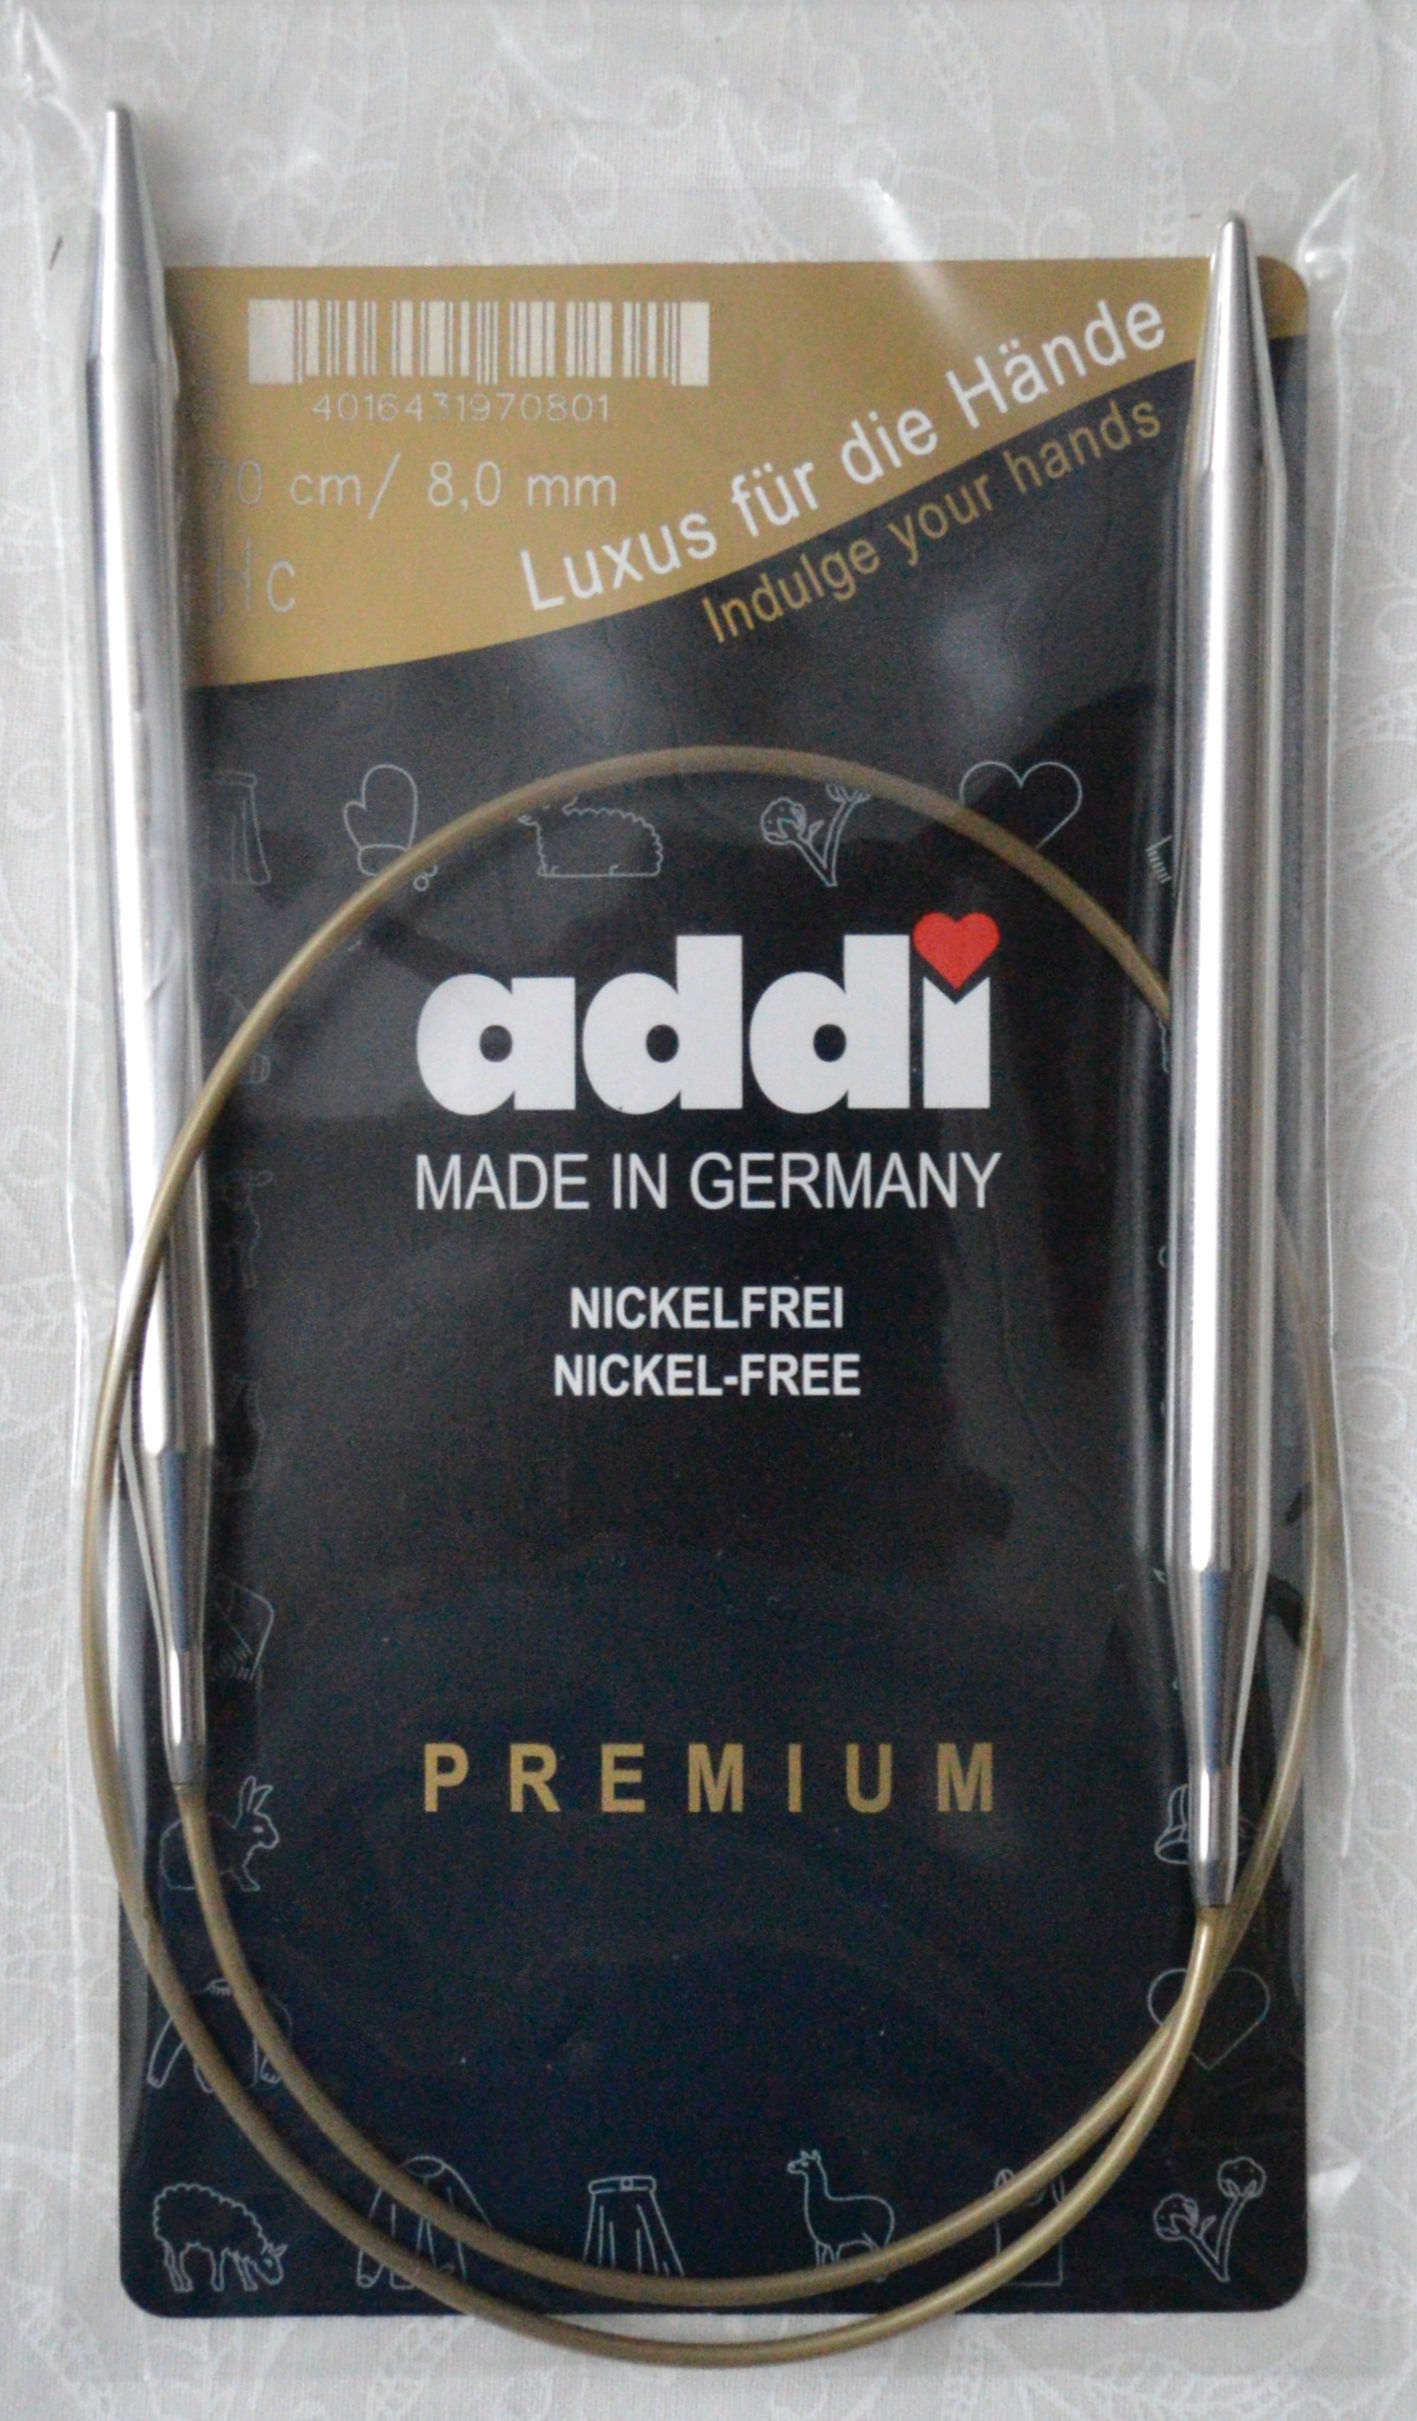 4016431970801
70 cm/ 8,0 mm
Hc
Luxus für die Hände
Indulge your hands
addi
MADE IN GERMANY
NICKELFREI
NICKEL-FREE
PREMIUM